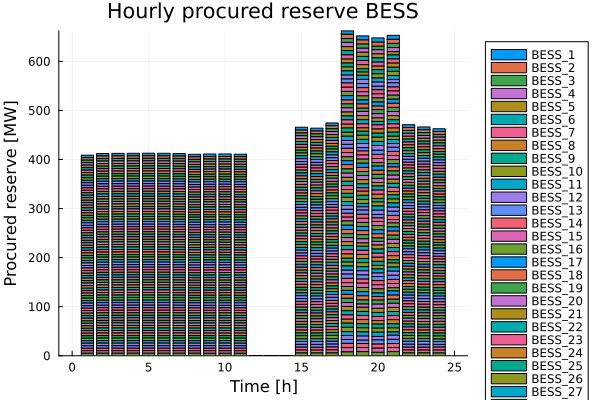 Hourly procured reserve BESS
Procured reserve [MW]
600
500
400
300
200
100
0
0 5 10 15 20 25
Time [h]
BESS_1
BESS_2
BESS_3
BESS_4
BESS_5
BESS_6
BESS_7
BESS_8
BESS_9
BESS_10
BESS_11
BESS_12
BESS_13
BESS_14
BESS_15
BESS_16
BESS_17
BESS_18
BESS_19
BESS_20
BESS_21
BESS_22
BESS_23
BESS_24
BESS_25
BESS_26
BESS_27